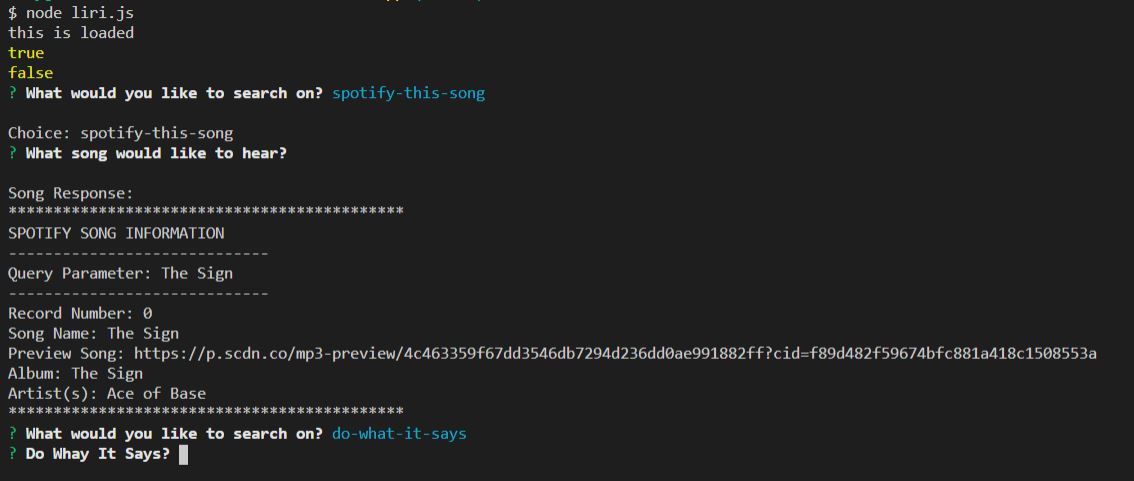 $ node liri.js
this is loaded
true
false
? What would you like to search on? spotify-this-song
Choice: spotify-this-song
? What song would like to hear?
Song Response:
********************************************
SPOTIFY SONG INFORMATION
-----------------------------
Query Parameter: The Sign
-----------------------------
Record Number: 0
Song Name: The Sign
Preview Song: https://p.scdn.co/mp3-preview/4c463359f67dd3546db7294d236dd0ae991882ff?cid=f89d482f59674bfc881a418c1508553a
Album: The Sign
Artist(s): Ace of Base
********************************************
? What would you like to search on? do-what-it-says
? Do Whay It Says?